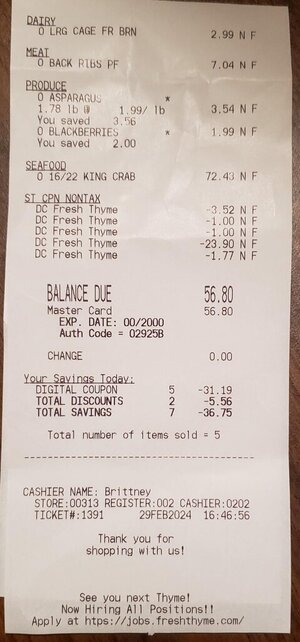 DAIRY
0 LRG CAGE FR BRN 2.99 N F
MEAT
0 BACK RIBS PF 7.04 N F
PRODUCE
0 ASPARAGUS *
1.78 lb @ 1.99/ lb 3.54 N F
You saved 3.56
0 BLACKBERRIES * 1.99 N F
You saved 2.00
SEAFOOD
0 16/22 KING CRAB 72.43 N F
ST CPN NONTAX
DC Fresh Thyme -3.52 N F
DC Fresh Thyme -1.00 N F
DC Fresh Thyme -1.00 N F
DC Fresh Thyme -23.90 N F
DC Fresh Thyme -1.77 N F
BALANCE DUE 56.80
Master Card 56.80
EXP. DATE: 00/2000
Auth Code = 02925B
CHANGE 0.00
Your Savings Today:
DIGITAL COUPON 5 -31.19
TOTAL DISCOUNTS 2 -5.56
TOTAL SAVINGS 7 -36.75
Total number of items sold = 5
CASHIER NAME: Brittney
STORE:00313 REGISTER:002 CASHIER:0202
TICKET#:1391 29FEB2024 16:46:56
Thank you for
shopping with us!
See you next Thyme!
Now Hiring All Positions!!
Apply at https://jobs.freshthyme.com/